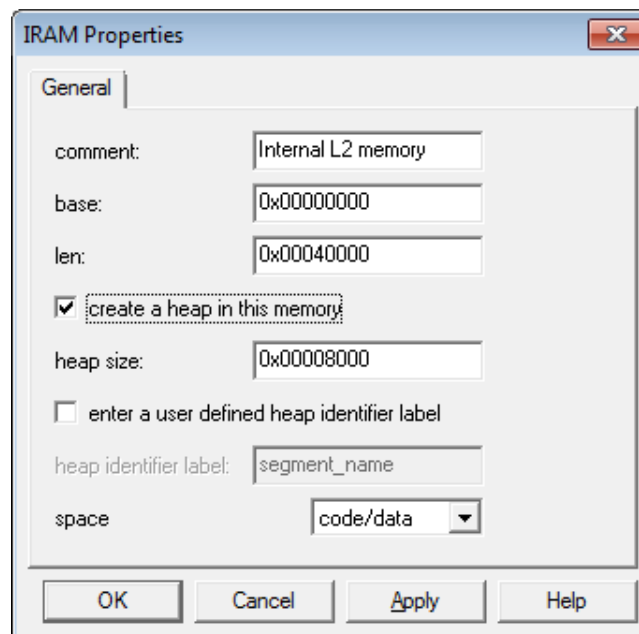 IRAM Properties
General
comment: Internal L2 memory
base: 0x00000000
len: 0x00040000
create a heap in this memory
heap size: 0x00008000
enter a user defined heap identifier label
heap identifier label: segment_name
space code/data
OK Cancel Apply Help